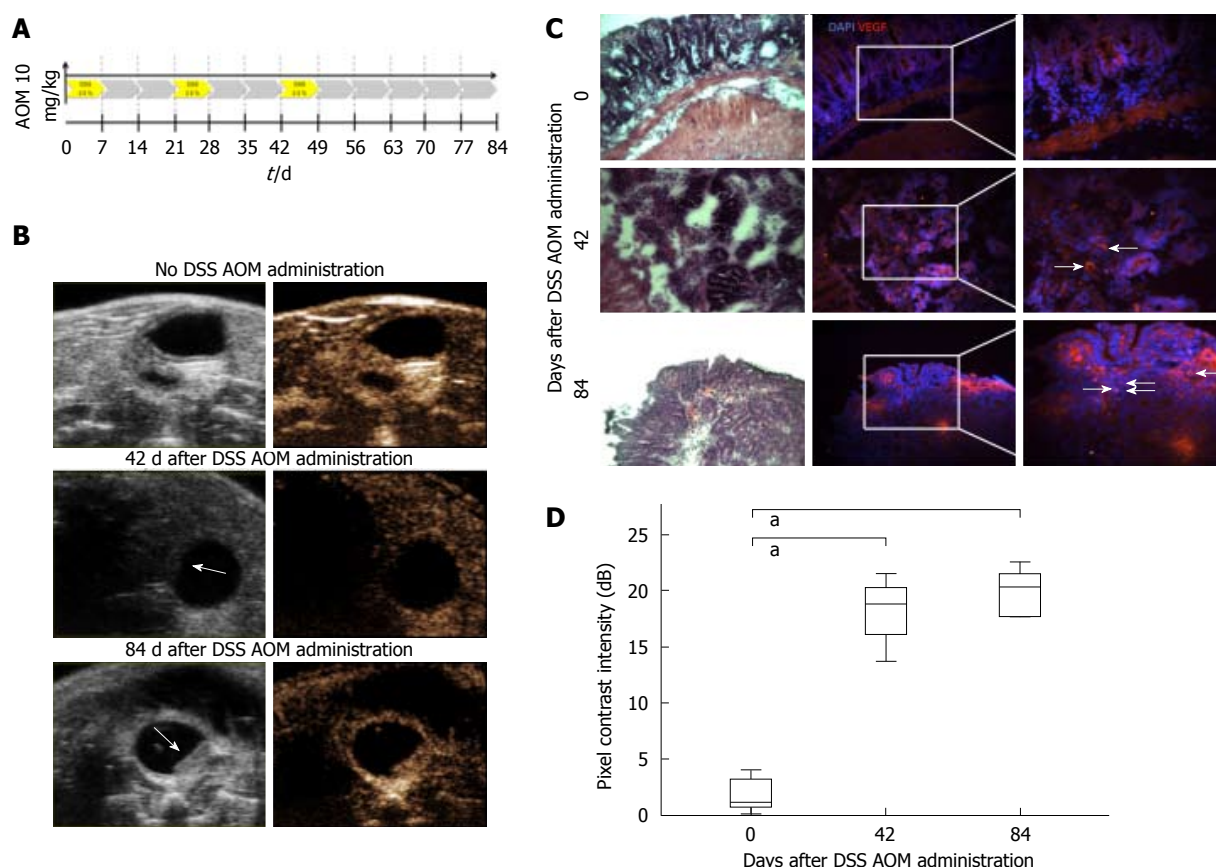 A
AOM 10
mg/kg
0 7 14 21 28 35 42 49 56 63 70 77 84
t/d
B
No DSS AOM administration
42 d after DSS AOM administration
84 d after DSS AOM administration
C
Days after DSS AOM administration
0
42
84
DAPI VEGF
D
Pixel contrast intensity (dB)
25
20
15
10
5
0
a
a
0 42 84
Days after DSS AOM administration